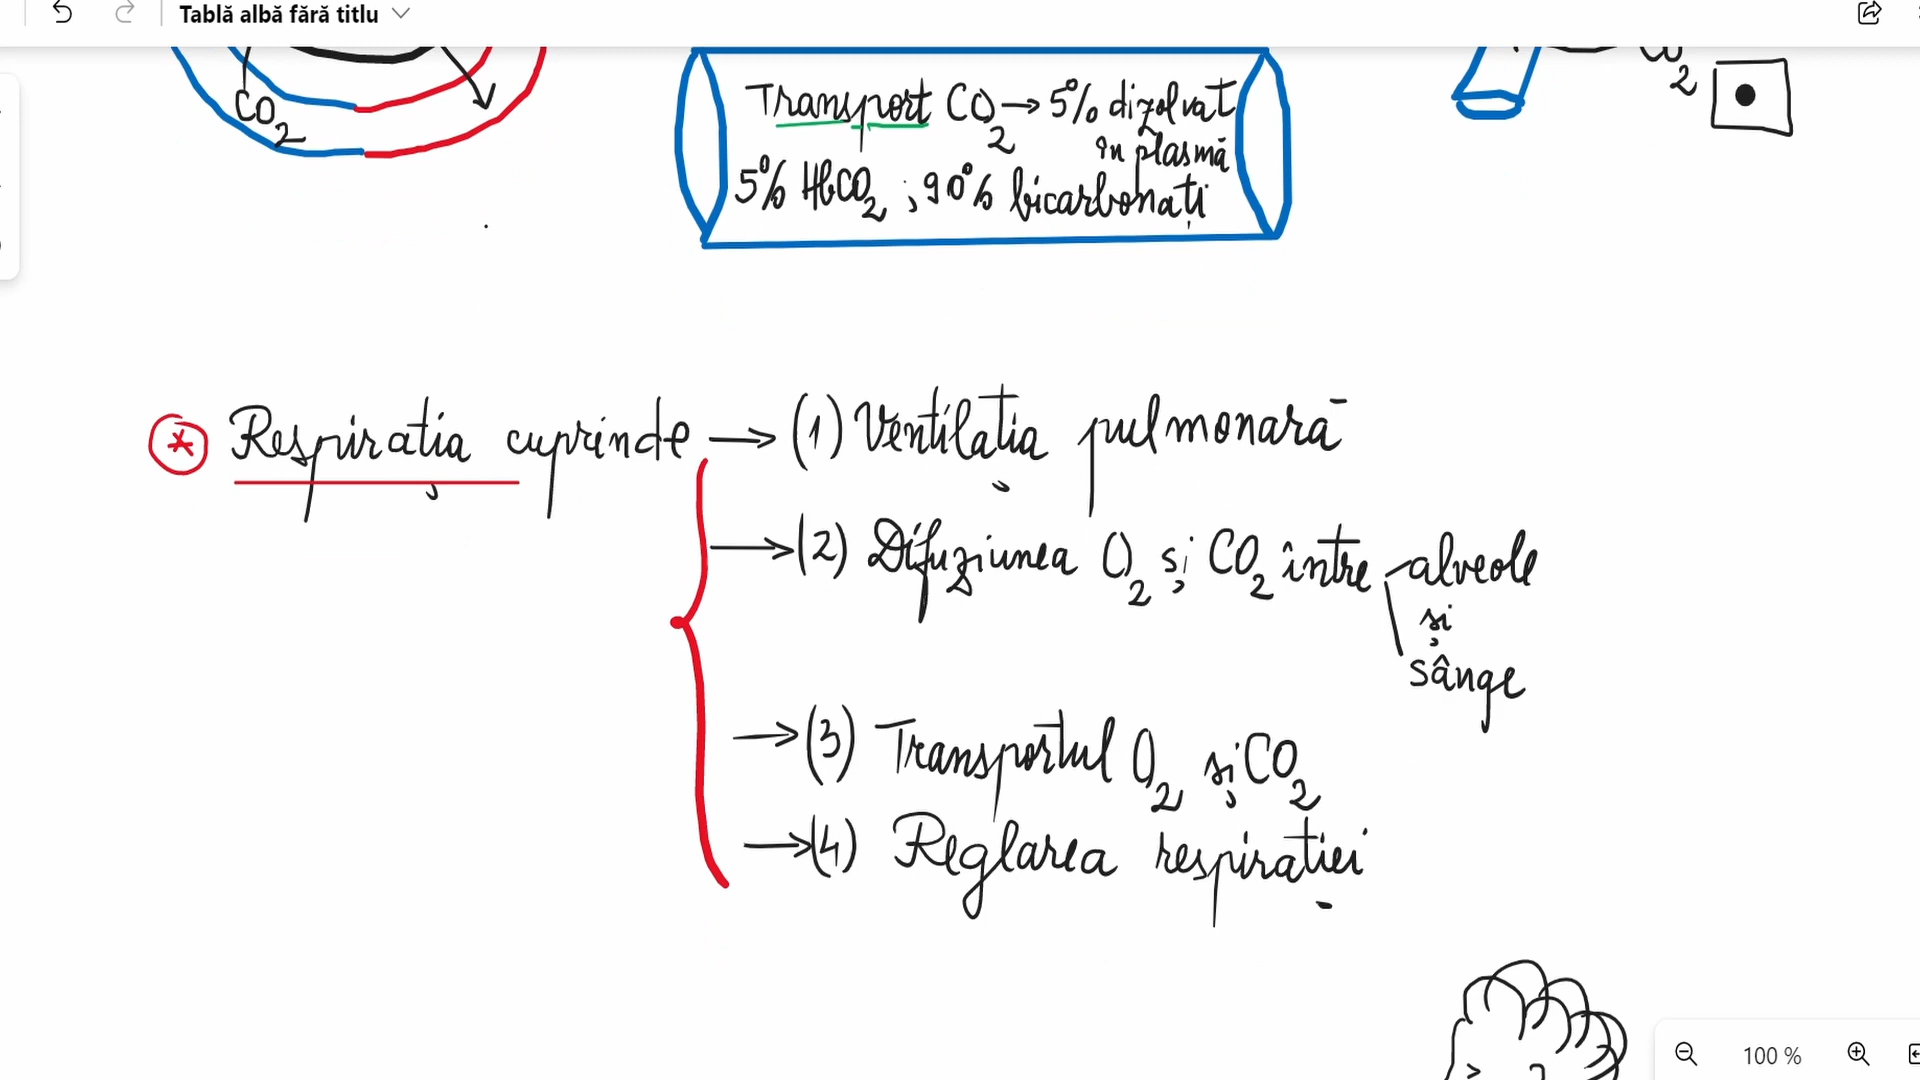 Tablă albă fără titlu
CO2
Transport CO2 → 5% dizolvat
în plasmă
5% HbCO2 ; 90% bicarbonați
CO2
* Respirația cuprinde → (1) Ventilația pulmonară
→ (2) Difuziunea O2 și CO2 între alveole
și
sânge
→ (3) Transportul O2 și CO2
→ (4) Reglarea respirației
100 %